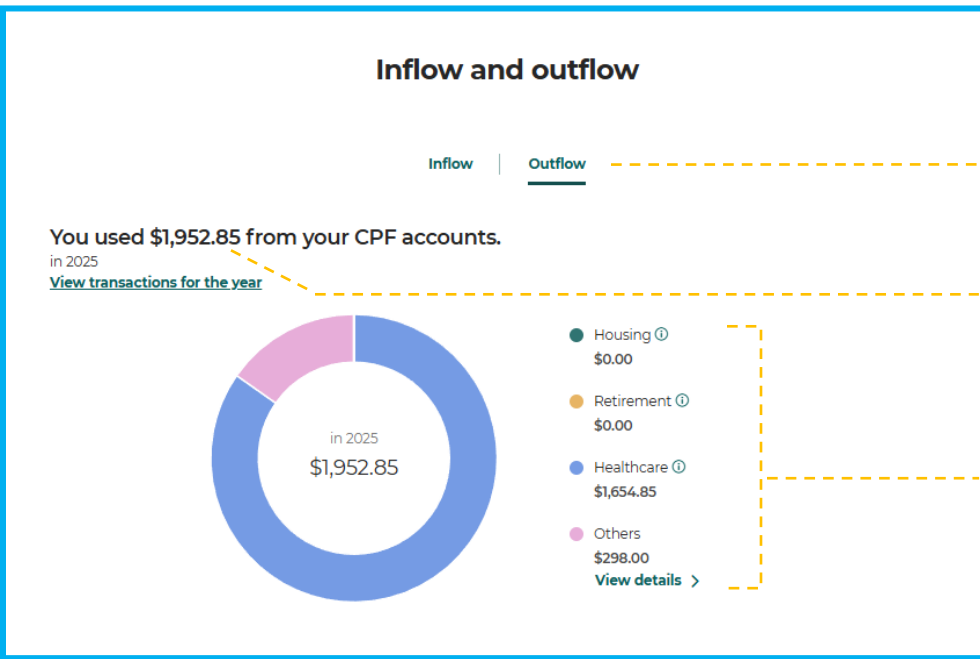 Inflow and outflow
Inflow
Outflow
You used $1,952.85 from your CPF accounts.
in 2025
View transactions for the year
in 2025
$1,952.85
Housing
$0.00
Retirement
$0.00
Healthcare
$1,654.85
Others
$298.00
View details